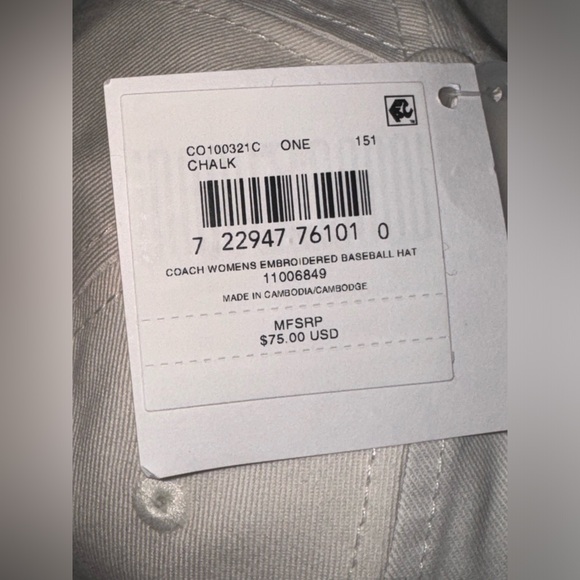 CO100321C ONE 151
CHALK
7 22947 76101 0
COACH WOMENS EMBROIDERED BASEBALL HAT
11006849
MADE IN CAMBODIA/CAMBODGE
MFSRP
$75.00 USD